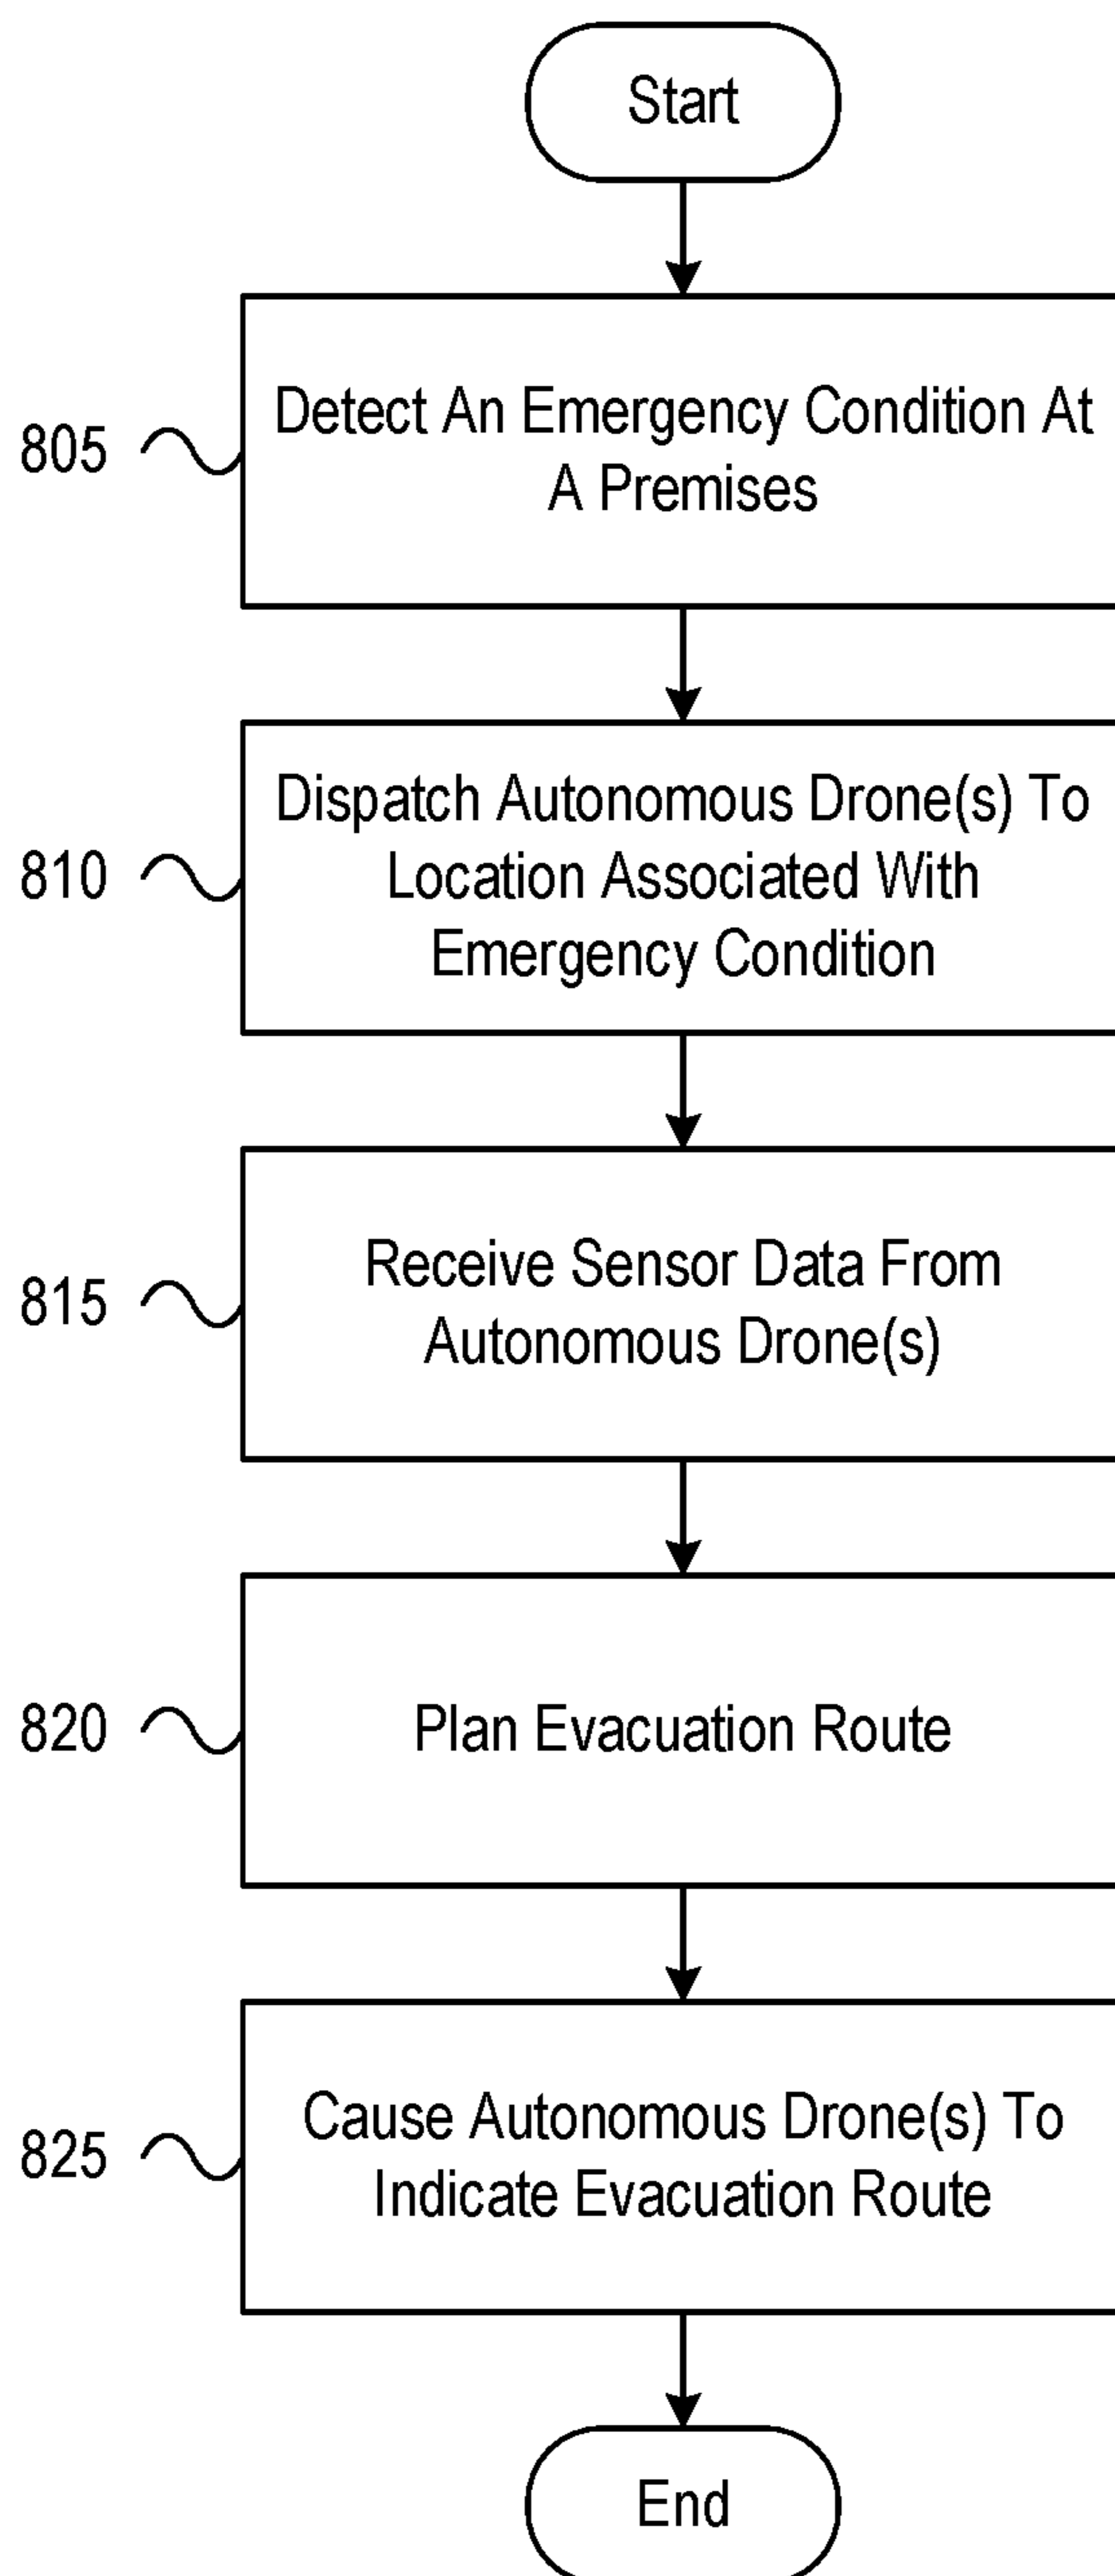 Start
805
Detect An Emergency Condition At
A Premises
810
Dispatch Autonomous Drone(s) To
Location Associated With
Emergency Condition
815
Receive Sensor Data From
Autonomous Drone(s)
820
Plan Evacuation Route
825
Cause Autonomous Drone(s) To
Indicate Evacuation Route
End